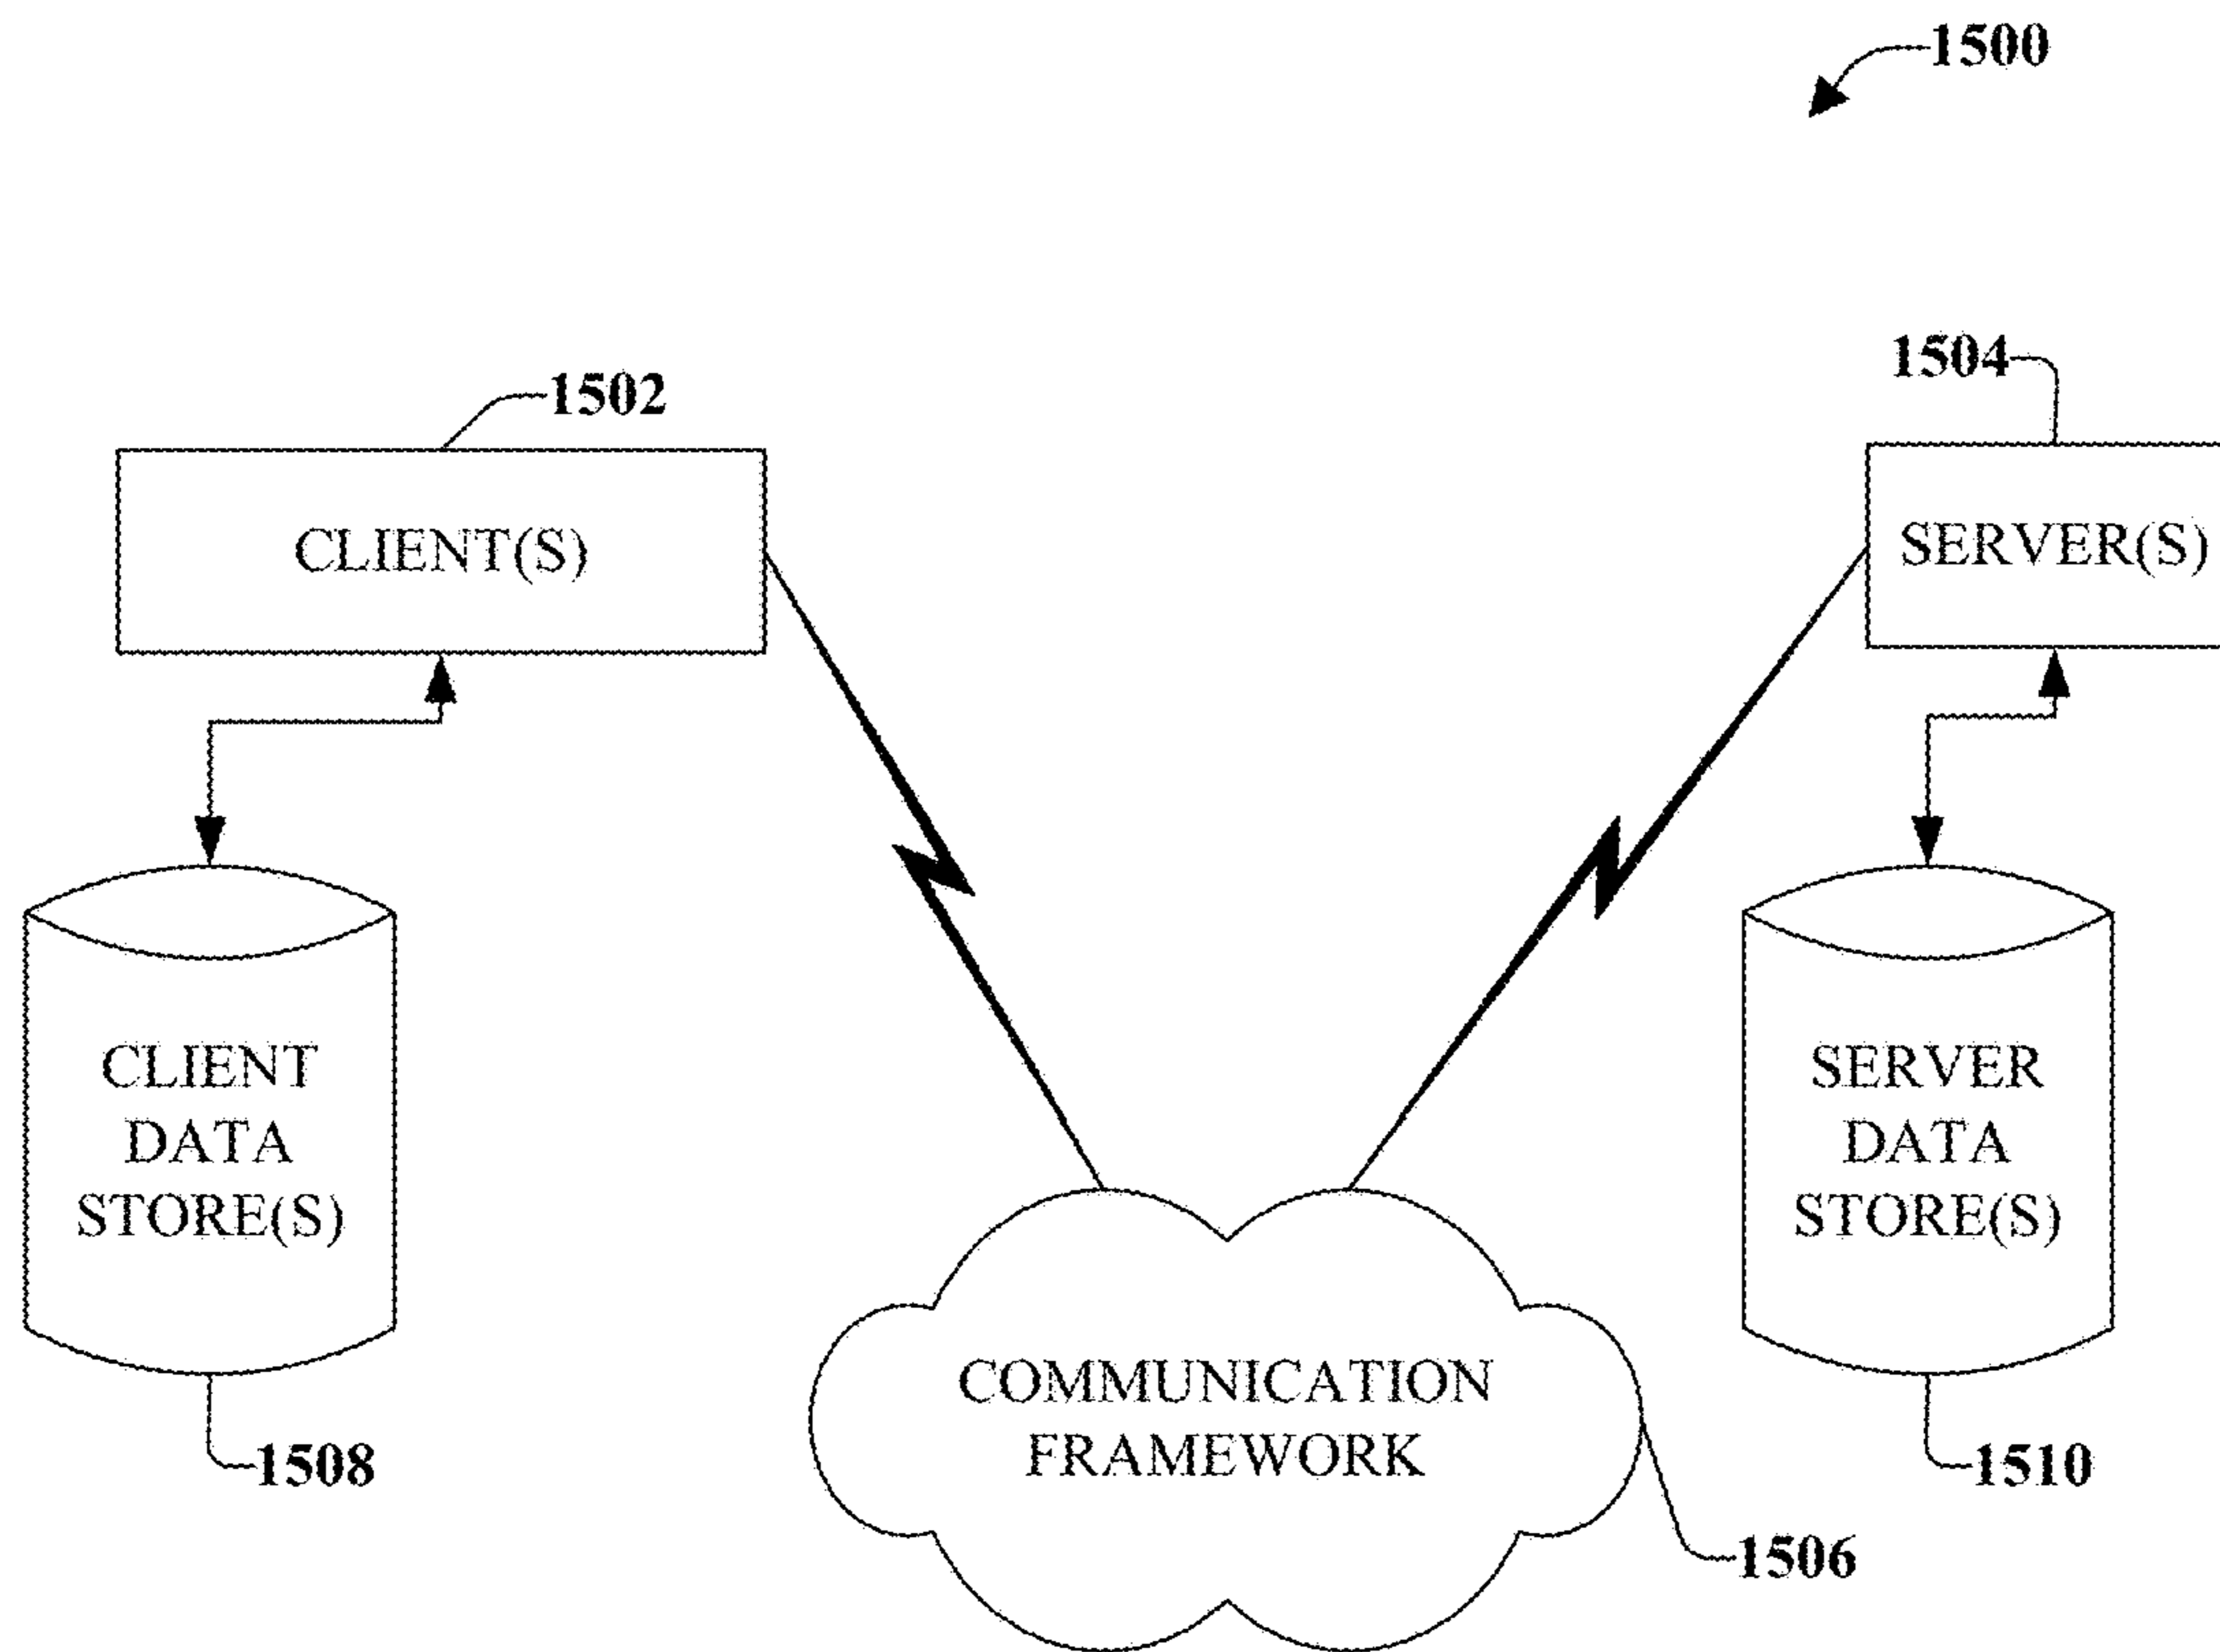 1500
1502
1504
CLIENT(S)
SERVER(S)
CLIENT
DATA
STORE(S)
SERVER
DATA
STORE(S)
COMMUNICATION
FRAMEWORK
1508
1510
1506